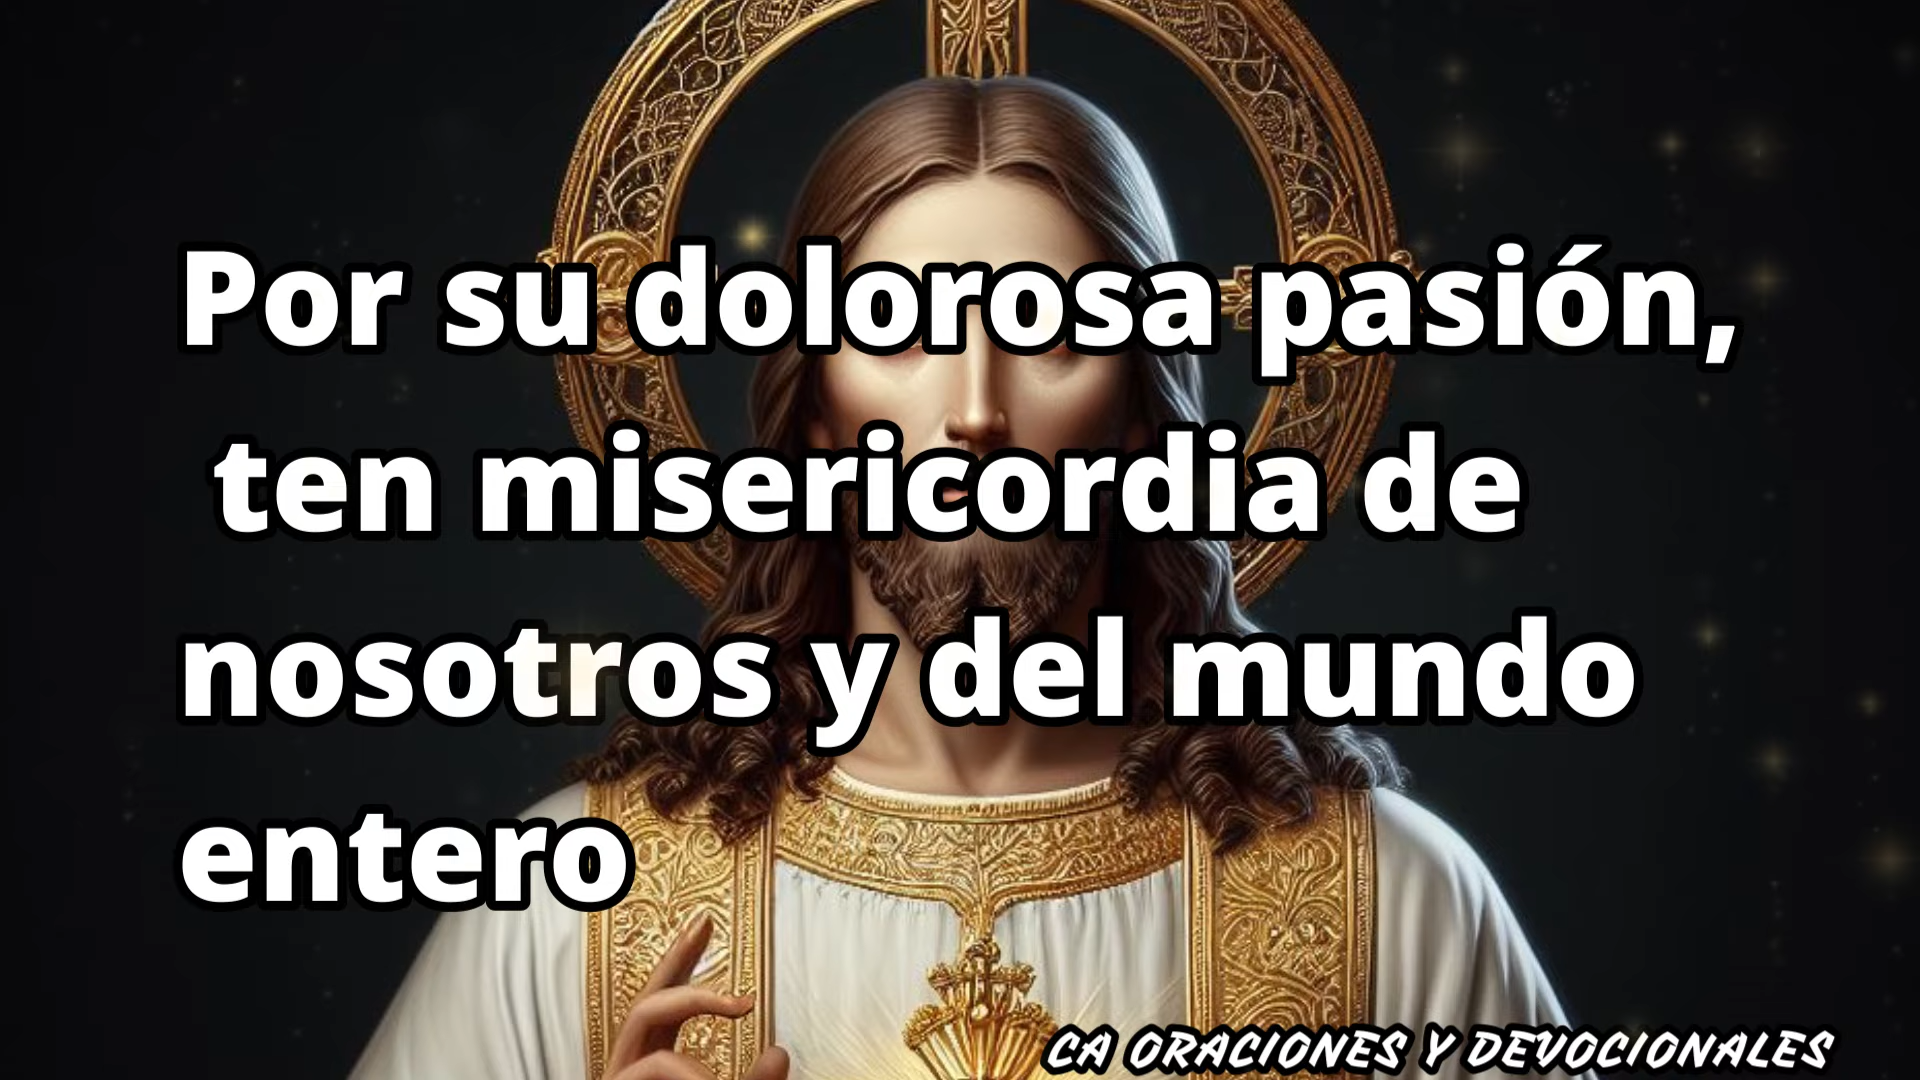 Por su dolorosa pasión,
ten misericordia de
nosotros y del mundo
entero
CA ORACIONES Y DEVOCIONALES